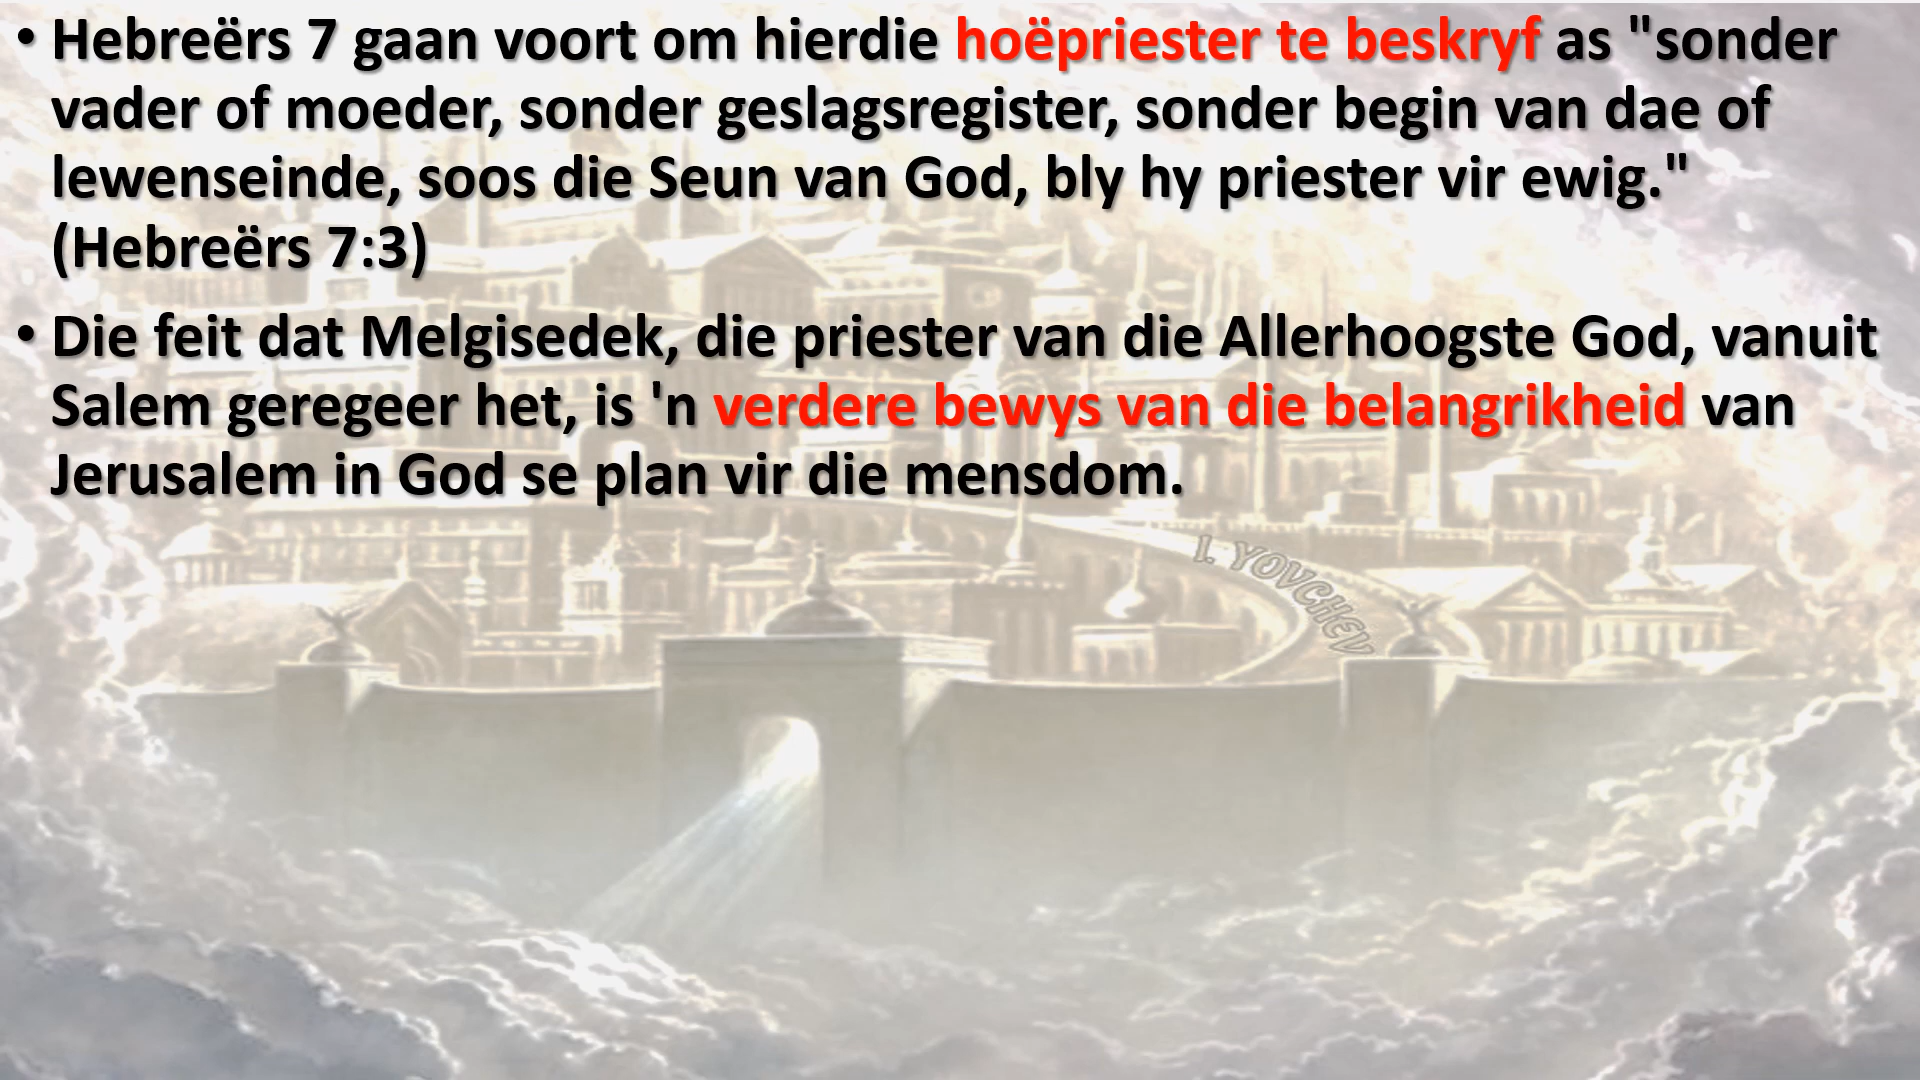 • Hebreërs 7 gaan voort om hierdie hoëpriester te beskryf as "sonder
vader of moeder, sonder geslagsregister, sonder begin van dae of
lewenseinde, soos die Seun van God, bly hy priester vir ewig."
(Hebreërs 7:3)
• Die feit dat Melgisedek, die priester van die Allerhoogste God, vanuit
Salem geregeer het, is 'n verdere bewys van die belangrikheid van
Jerusalem in God se plan vir die mensdom.
I. YOVCHEV